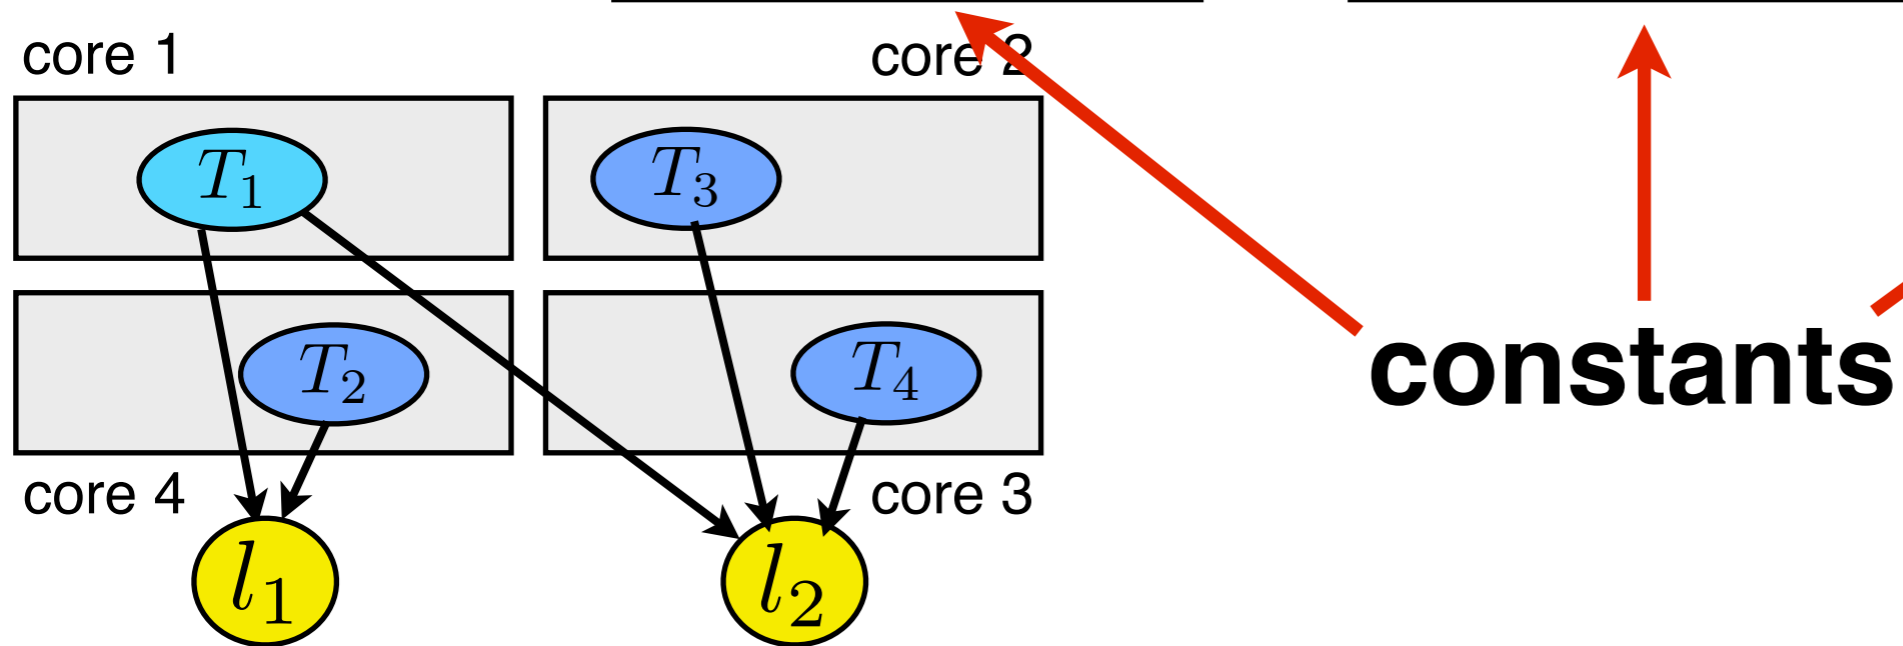 core 1
core 2
T₁
T₃
T₂
T₄
constants
core 4
core 3
l₁
l₂